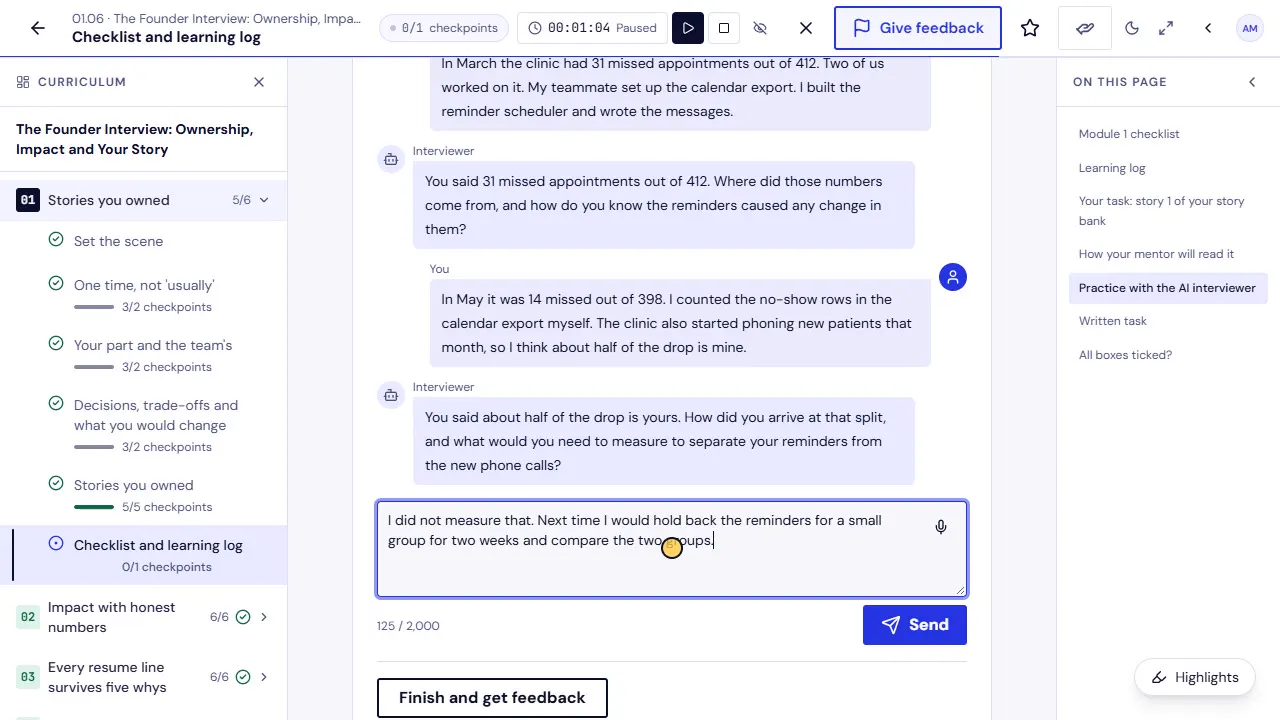 01.06 · The Founder Interview: Ownership, Impa…
Checklist and learning log
0/1 checkpoints
00:01:04 Paused
Give feedback
AM
CURRICULUM
The Founder Interview: Ownership,
Impact and Your Story
01 Stories you owned 5/6
Set the scene
One time, not 'usually'
3/2 checkpoints
Your part and the team's
3/2 checkpoints
Decisions, trade-offs and
what you would change
3/2 checkpoints
Stories you owned
5/5 checkpoints
Checklist and learning log
0/1 checkpoints
02 Impact with honest
numbers
6/6
03 Every resume line
survives five whys
6/6
In March the clinic had 31 missed appointments out of 412. Two of us
worked on it. My teammate set up the calendar export. I built the
reminder scheduler and wrote the messages.
Interviewer
You said 31 missed appointments out of 412. Where did those numbers
come from, and how do you know the reminders caused any change in
them?
You
In May it was 14 missed out of 398. I counted the no-show rows in the
calendar export myself. The clinic also started phoning new patients that
month, so I think about half of the drop is mine.
Interviewer
You said about half of the drop is yours. How did you arrive at that split,
and what would you need to measure to separate your reminders from
the new phone calls?
I did not measure that. Next time I would hold back the reminders for a small
group for two weeks and compare the two groups.
125 / 2,000
Send
Finish and get feedback
ON THIS PAGE
Module 1 checklist
Learning log
Your task: story 1 of your story
bank
How your mentor will read it
Practice with the AI interviewer
Written task
All boxes ticked?
Highlights